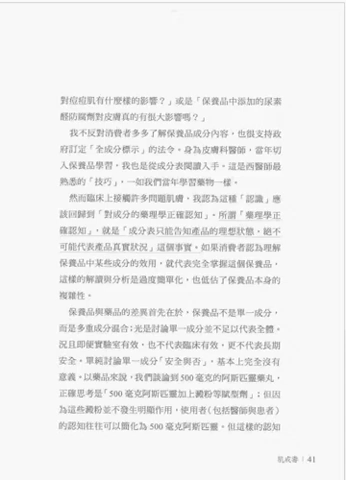 對痘痘肌有什麼樣的影響？」或是「保養品中添加的尿素
醛防腐劑對皮膚真的有很大影響嗎？」
我不反對消費者多多了解保養品成分內容，也很支持政
府訂定「全成分標示」的法令。身為皮膚科醫師，當年切
入保養品學習，我也是從成分表閱讀入手。這是西醫師最
熟悉的「技巧」，一如我們當年學習藥物一樣。
然而臨床上接觸許多問題肌膚，我認為這種「認識」應
該回歸到「對成分的藥理學正確認知」。所謂「藥理學正
確認知」，就是「成分表只能告知產品的理想狀態，絕不
可能代表產品真實狀況」這個事實。如果消費者認為理解
保養品中某些成分的效用，就代表完全掌握這個保養品，
這樣的解讀與分析是過度簡單化，也低估了保養品本身的
複雜性。
保養品與藥品的差異首先在於，保養品不是單一成分，
而是多重成分混合；光是討論單一成分並不足以代表全體。
況且即便實驗室有效，也不代表臨床有效，更不代表長期
安全。單純討論單一成分「安全與否」，基本上完全沒有
意義。以藥品來說，我們談論到 500 毫克的阿斯匹靈藥丸，
正確思考是「500 毫克阿斯匹靈加上澱粉等賦型劑」；但因
為這些澱粉並不發生明顯作用，使用者（包括醫師與患者）
的認知往往可以簡化為 500 毫克阿斯匹靈。但這樣的認知
肌戒毒 | 41